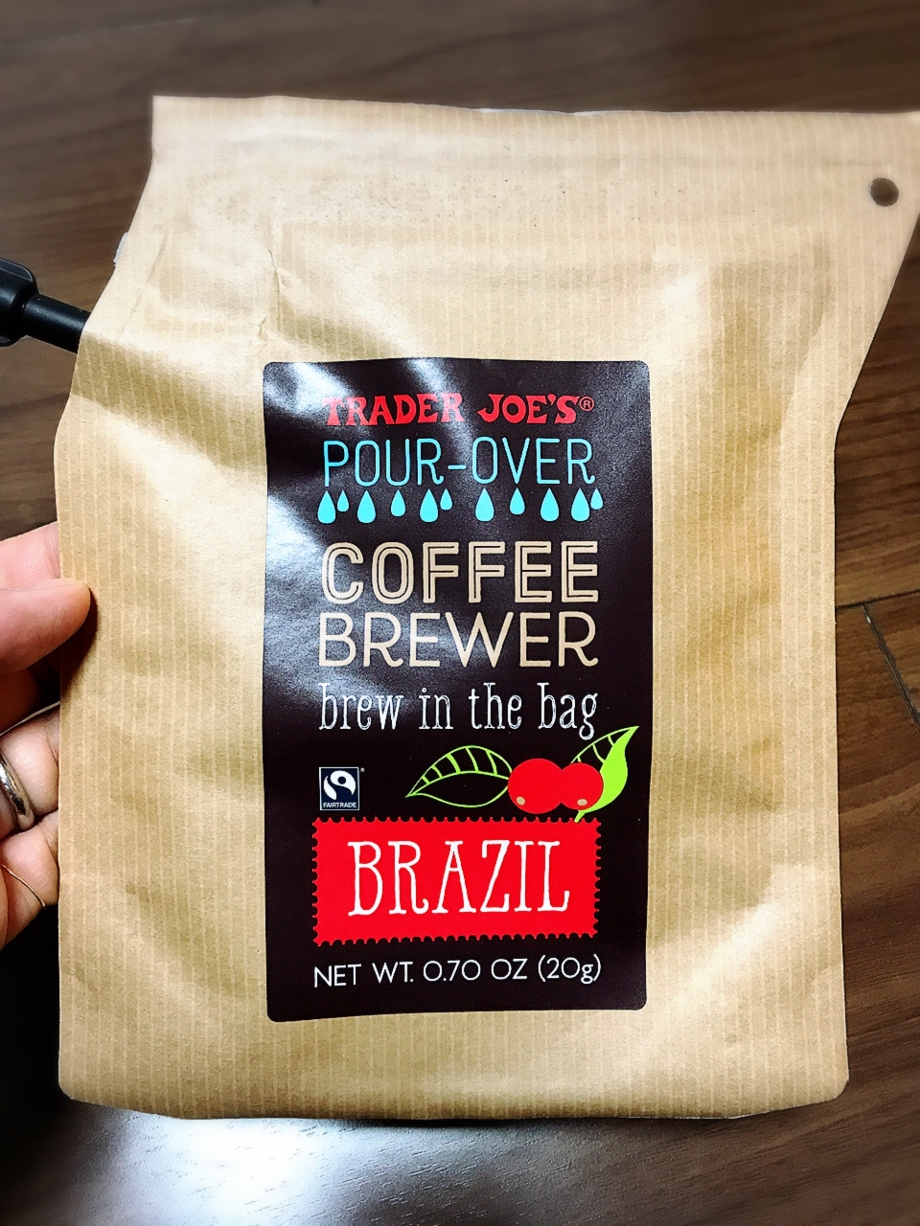 TRADER JOE'S®
POUR-OVER
COFFEE
BREWER
brew in the bag
FAIRTRADE
BRAZIL
NET WT. 0.70 OZ (20g)